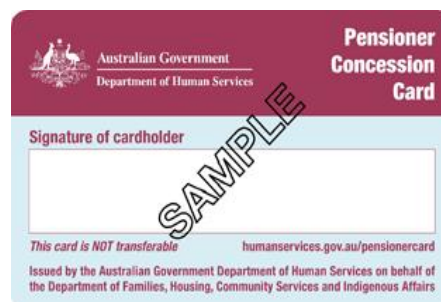 Australian Government
Department of Human Services
Pensioner
Concession
Card
Signature of cardholder
SAMPLE
This card is NOT transferable
humanservices.gov.au/pensionercard
Issued by the Australian Government Department of Human Services on behalf of
the Department of Families, Housing, Community Services and Indigenous Affairs